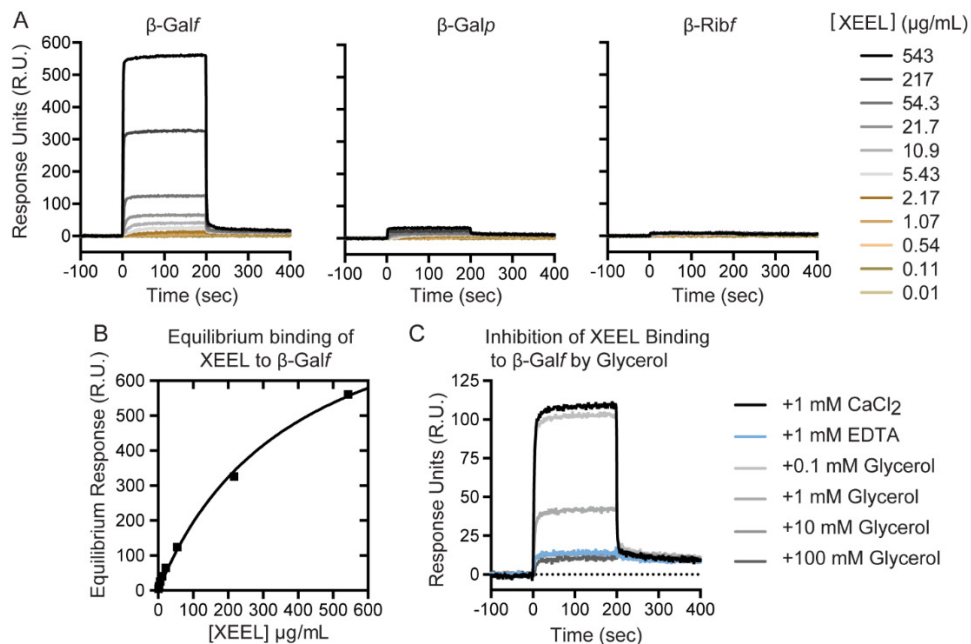 A
β-Galf
β-Galp
β-Ribf
[XEEL] (µg/mL)
Response Units (R.U.)
600
500
400
300
200
100
0
-100 0 100 200 300 400
Time (sec)
-100 0 100 200 300 400
Time (sec)
-100 0 100 200 300 400
Time (sec)
543
217
54.3
21.7
10.9
5.43
2.17
1.07
0.54
0.11
0.01
B
Equilibrium binding of
XEEL to β-Galf
Equilibrium Response (R.U.)
600
500
400
300
200
100
0
0 100 200 300 400 500 600
[XEEL] µg/mL
C
Inhibition of XEEL Binding
to β-Galf by Glycerol
Response Units (R.U.)
125
100
75
50
25
0
-100 0 100 200 300 400
Time (sec)
+1 mM CaCl₂
+1 mM EDTA
+0.1 mM Glycerol
+1 mM Glycerol
+10 mM Glycerol
+100 mM Glycerol